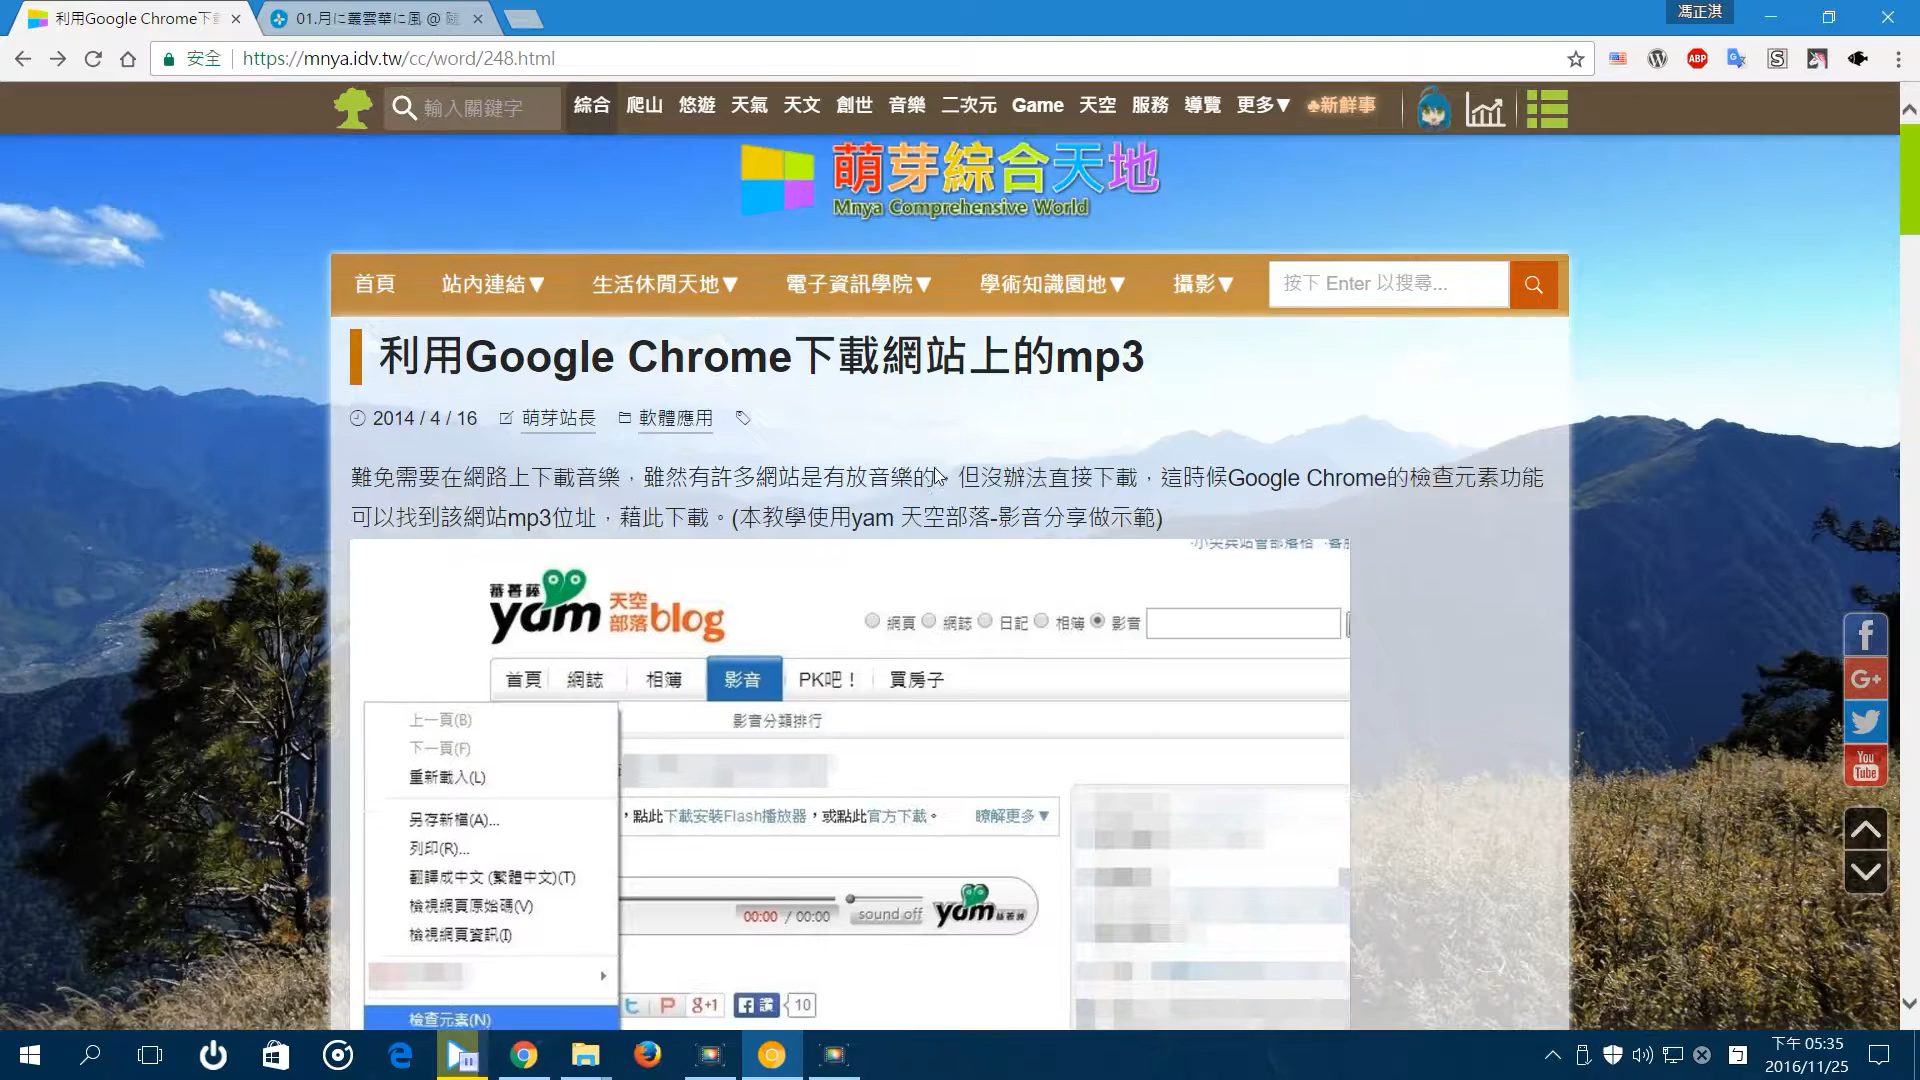 利用Google Chrome下載
01.月に叢雲華に風 @ 隨
馮正淇
安全 https://mnya.idv.tw/cc/word/248.html
ABP
輸入關鍵字 綜合 爬山 悠遊 天氣 天文 創世 音樂 二次元 Game 天空 服務 導覽 更多▼ ♣新鮮事
萌芽綜合天地
Mnya Comprehensive World
首頁 站內連結▼ 生活休閒天地▼ 電子資訊學院▼ 學術知識園地▼ 攝影▼ 按下 Enter 以搜尋...
利用Google Chrome下載網站上的mp3
2014 / 4 / 16 萌芽站長 軟體應用
難免需要在網路上下載音樂，雖然有許多網站是有放音樂的，但沒辦法直接下載，這時候Google Chrome的檢查元素功能
可以找到該網站mp3位址，藉此下載。(本教學使用yam 天空部落-影音分享做示範)
蕃薯藤 yam 天空部落 blog
網頁 網誌 日記 相簿 影音
首頁 網誌 相簿 影音 PK吧！ 買房子
影音分類排行
上一頁(B)
下一頁(F)
重新載入(L)
另存新檔(A)...
列印(R)...
翻譯成中文 (繁體中文)(T)
檢視網頁原始碼(V)
檢視網頁資訊(I)
檢查元素(N)
，點此下載安裝Flash播放器，或點此官方下載。 瞭解更多▼
00:00 / 00:00 sound off yam 蕃薯藤
g+1 讚 10
G+
You
Tube
下午 05:35
2016/11/25